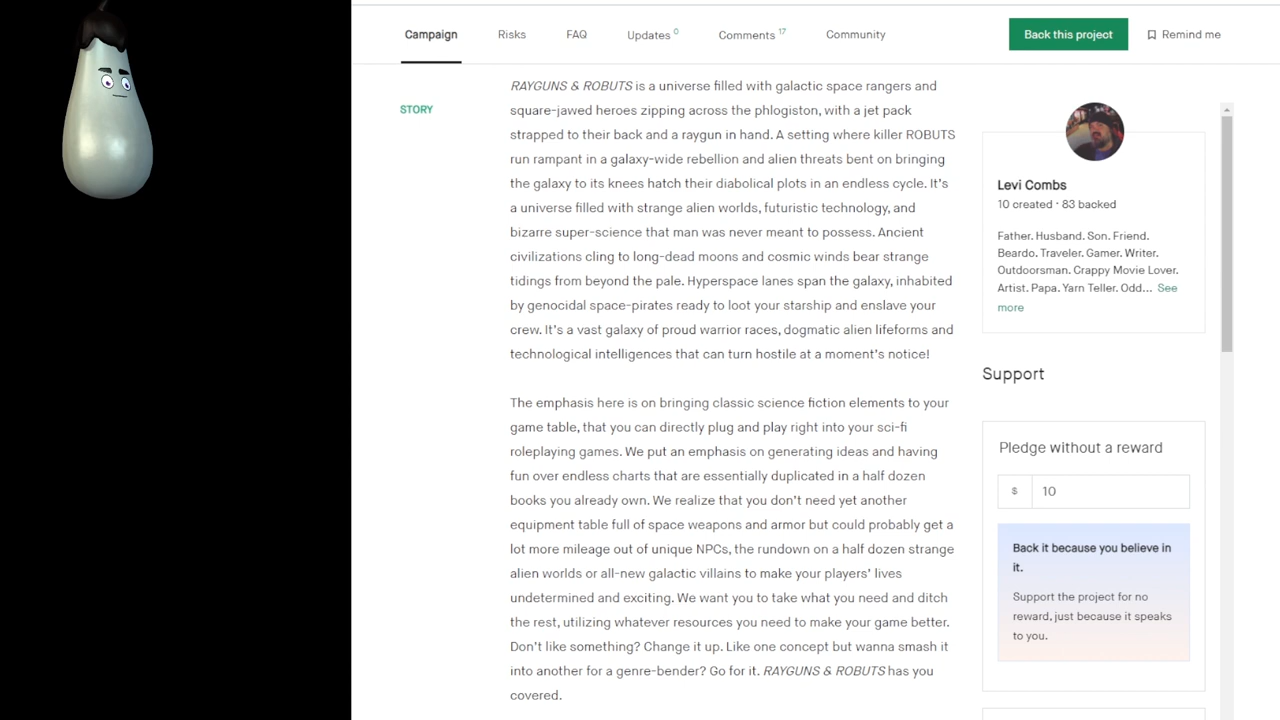 Campaign
Risks
FAQ
Updates 0
Comments 17
Community
Back this project
Remind me
STORY
RAYGUNS & ROBUTS is a universe filled with galactic space rangers and
square-jawed heroes zipping across the phlogiston, with a jet pack
strapped to their back and a raygun in hand. A setting where killer ROBUTS
run rampant in a galaxy-wide rebellion and alien threats bent on bringing
the galaxy to its knees hatch their diabolical plots in an endless cycle. It's
a universe filled with strange alien worlds, futuristic technology, and
bizarre super-science that man was never meant to possess. Ancient
civilizations cling to long-dead moons and cosmic winds bear strange
tidings from beyond the pale. Hyperspace lanes span the galaxy, inhabited
by genocidal space-pirates ready to loot your starship and enslave your
crew. It's a vast galaxy of proud warrior races, dogmatic alien lifeforms and
technological intelligences that can turn hostile at a moment's notice!
The emphasis here is on bringing classic science fiction elements to your
game table, that you can directly plug and play right into your sci-fi
roleplaying games. We put an emphasis on generating ideas and having
fun over endless charts that are essentially duplicated in a half dozen
books you already own. We realize that you don't need yet another
equipment table full of space weapons and armor but could probably get a
lot more mileage out of unique NPCs, the rundown on a half dozen strange
alien worlds or all-new galactic villains to make your players' lives
undetermined and exciting. We want you to take what you need and ditch
the rest, utilizing whatever resources you need to make your game better.
Don't like something? Change it up. Like one concept but wanna smash it
into another for a genre-bender? Go for it. RAYGUNS & ROBUTS has you
covered.
Levi Combs
10 created · 83 backed
Father. Husband. Son. Friend.
Beardo. Traveler. Gamer. Writer.
Outdoorsman. Crappy Movie Lover.
Artist. Papa. Yarn Teller. Odd... See
more
Support
Pledge without a reward
$ 10
Back it because you believe in
it.
Support the project for no
reward, just because it speaks
to you.